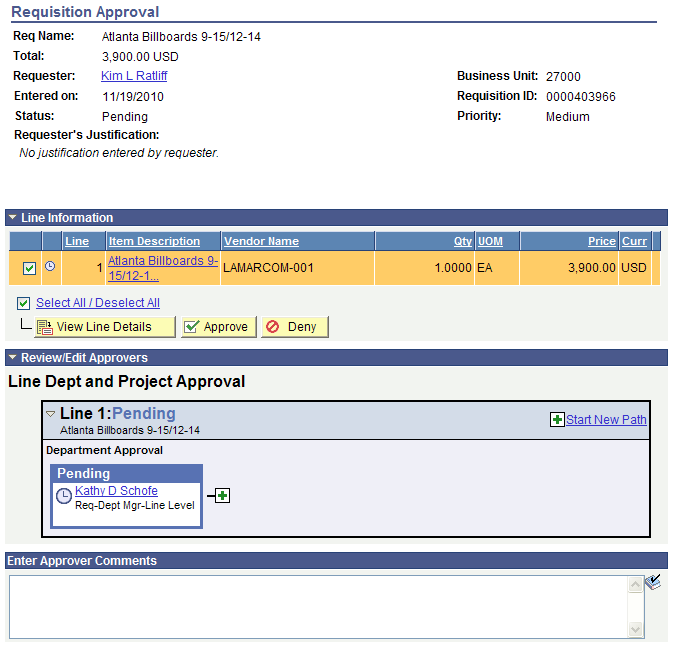 Requisition Approval
Req Name: Atlanta Billboards 9-15/12-14
Total: 3,900.00 USD
Requester: Kim L Ratliff Business Unit: 27000
Entered on: 11/19/2010 Requisition ID: 0000403966
Status: Pending Priority: Medium
Requester's Justification:
No justification entered by requester.
Line Information
Line Item Description Vendor Name Qty UOM Price Curr
1 Atlanta Billboards 9-15/12-1... LAMARCOM-001 1.0000 EA 3,900.00 USD
Select All / Deselect All
View Line Details Approve Deny
Review/Edit Approvers
Line Dept and Project Approval
Line 1:Pending
Start New Path
Atlanta Billboards 9-15/12-14
Department Approval
Pending
Kathy D Schofe
Req-Dept Mgr-Line Level
Enter Approver Comments